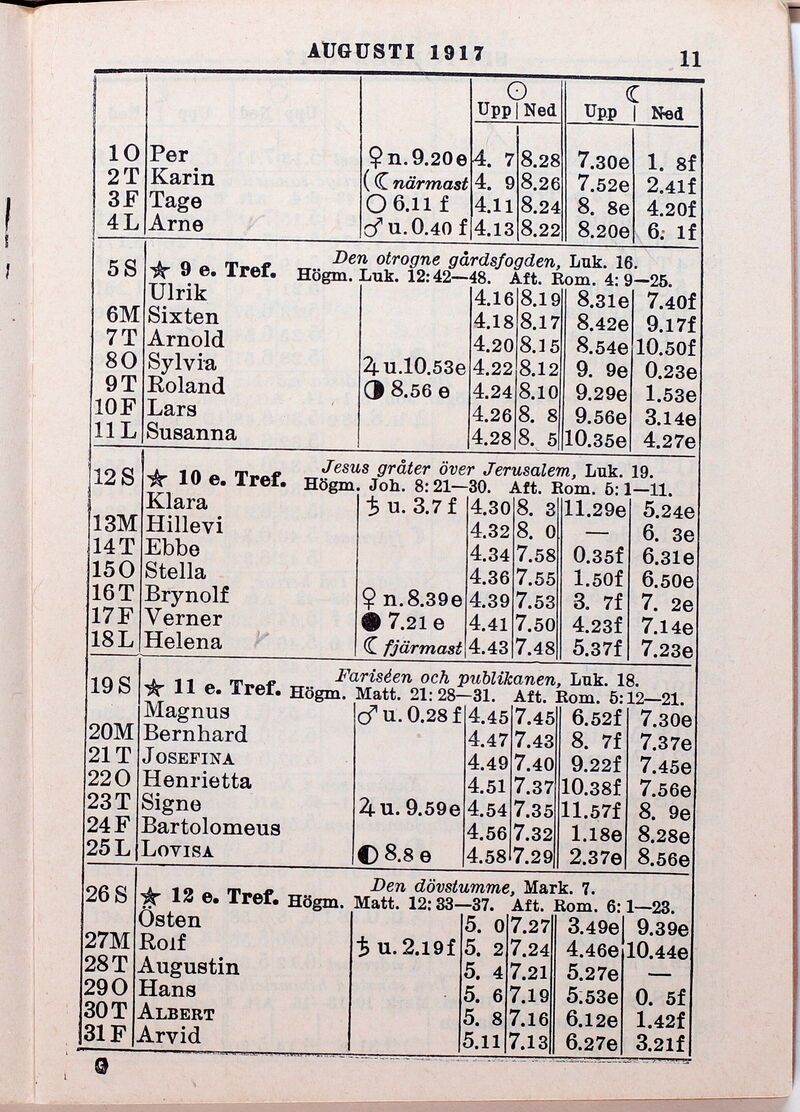 AUGUSTI 1917 11
☉ ☾
Upp Ned Upp Ned
1 O Per ♀ n. 9.20 e 4. 7 8.28 7.30e 1. 8f
2 T Karin (☾ närmast 4. 9 8.26 7.52e 2.41f
3 F Tage ○ 6.11 f 4.11 8.24 8. 8e 4.20f
4 L Arne ♂ u. 0.40 f 4.13 8.22 8.20e 6. 1f
5 S ★ 9 e. Tref. Den otrogne gårdsfogden, Luk. 16.
Högm. Luk. 12: 42—48. Aft. Rom. 4: 9—25.
Ulrik 4.16 8.19 8.31e 7.40f
6M Sixten 4.18 8.17 8.42e 9.17f
7 T Arnold 4.20 8.15 8.54e 10.50f
8O Sylvia ♃ u. 10.53e 4.22 8.12 9. 9e 0.23e
9 T Roland ◑ 8.56 e 4.24 8.10 9.29e 1.53e
10 F Lars 4.26 8. 8 9.56e 3.14e
11 L Susanna 4.28 8. 5 10.35e 4.27e
12 S ★ 10 e. Tref. Jesus gråter över Jerusalem, Luk. 19.
Högm. Joh. 8: 21—30. Aft. Rom. 5: 1—11.
Klara ♄ u. 3.7 f 4.30 8. 3 11.29e 5.24e
13M Hillevi 4.32 8. 0 — 6. 3e
14 T Ebbe 4.34 7.58 0.35f 6.31e
15 O Stella 4.36 7.55 1.50f 6.50e
16 T Brynolf ♀ n. 8.39e 4.39 7.53 3. 7f 7. 2e
17 F Verner ● 7.21 e 4.41 7.50 4.23f 7.14e
18 L Helena ☾ fjärmast 4.43 7.48 5.37f 7.23e
19 S ★ 11 e. Tref. Fariséen och publikanen, Luk. 18.
Högm. Matt. 21: 28—31. Aft. Rom. 5: 12—21.
Magnus ♂ u. 0.28 f 4.45 7.45 6.52f 7.30e
20M Bernhard 4.47 7.43 8. 7f 7.37e
21 T JOSEFINA 4.49 7.40 9.22f 7.45e
22O Henrietta 4.51 7.37 10.38f 7.56e
23 T Signe ♃ u. 9.59e 4.54 7.35 11.57f 8. 9e
24 F Bartolomeus 4.56 7.32 1.18e 8.28e
25 L LOVISA ◐ 8.8 e 4.58 7.29 2.37e 8.56e
26 S ★ 12 e. Tref. Den dövstumme, Mark. 7.
Högm. Matt. 12: 33—37. Aft. Rom. 6: 1—23.
Östen 5. 0 7.27 3.49e 9.39e
27M Rolf ♄ u. 2.19f 5. 2 7.24 4.46e 10.44e
28 T Augustin 5. 4 7.21 5.27e —
29O Hans 5. 6 7.19 5.53e 0. 5f
30 T ALBERT 5. 8 7.16 6.12e 1.42f
31 F Arvid 5.11 7.13 6.27e 3.21f